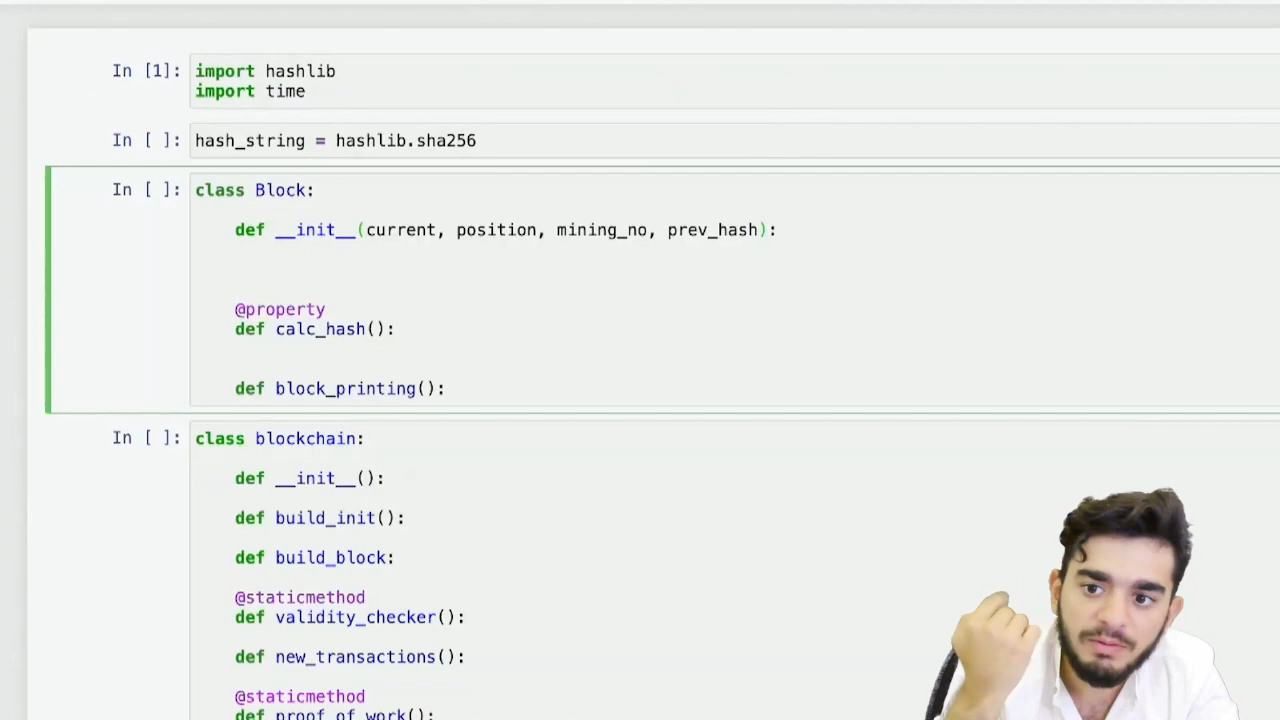 In [1]: import hashlib
import time
In [ ]: hash_string = hashlib.sha256
In [ ]: class Block:
def __init__(current, position, mining_no, prev_hash):
@property
def calc_hash():
def block_printing():
In [ ]: class blockchain:
def __init__():
def build_init():
def build_block:
@staticmethod
def validity_checker():
def new_transactions():
@staticmethod
def proof_of_work():